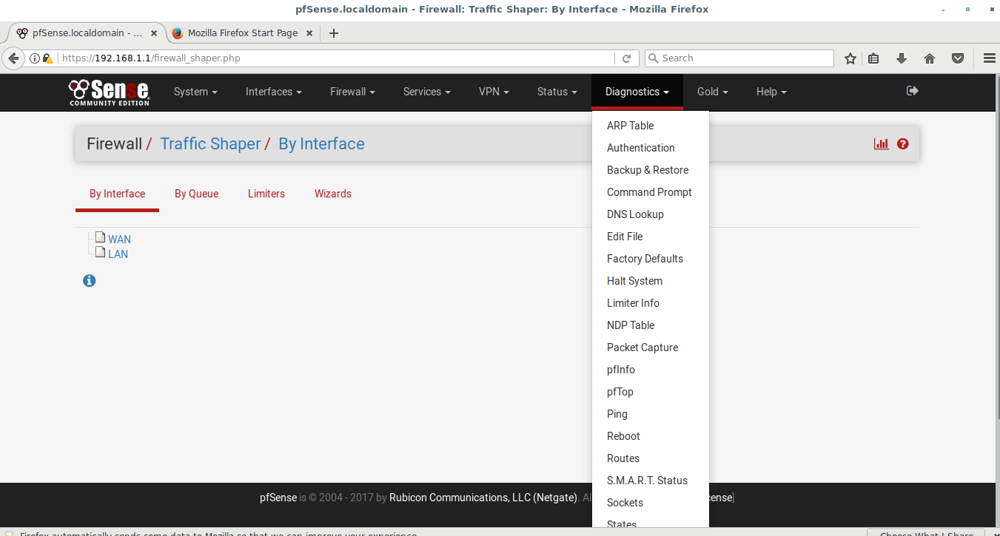 pfSense.localdomain - Firewall: Traffic Shaper: By Interface - Mozilla Firefox
pfSense.localdomain - ... Mozilla Firefox Start Page
https://192.168.1.1/firewall_shaper.php Search
Sense System Interfaces Firewall Services VPN Status Diagnostics Gold Help
COMMUNITY EDITION
Firewall / Traffic Shaper / By Interface
By Interface By Queue Limiters Wizards
WAN
LAN
ARP Table
Authentication
Backup & Restore
Command Prompt
DNS Lookup
Edit File
Factory Defaults
Halt System
Limiter Info
NDP Table
Packet Capture
pfInfo
pfTop
Ping
Reboot
Routes
S.M.A.R.T. Status
Sockets
States
pfSense is © 2004 - 2017 by Rubicon Communications, LLC (Netgate). Al cense]
Firefox automatically sends some data to Mozilla so that we can improve your experience. Choose What I Share